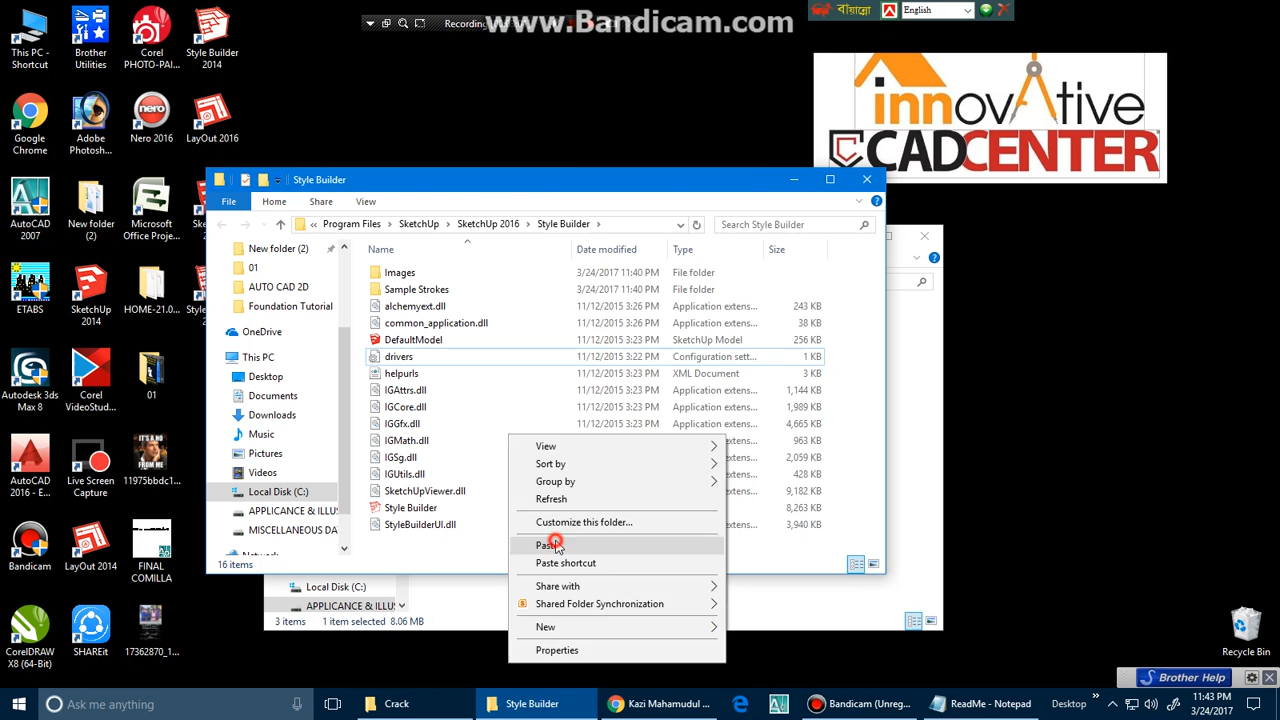 Recording
www.Bandicam.com
বায়ান্নো
English
This PC - Shortcut
Brother Utilities
Corel PHOTO-PAI...
Style Builder 2014
Google Chrome
Adobe Photosh...
Nero 2016
LayOut 2016
AutoCAD 2007
New folder (2)
Microsoft Office Proje...
ETABS
SketchUp 2014
HOME-21.0...
Autodesk 3ds Max 8
Corel VideoStud...
01
AutoCAD 2016 - E...
Live Screen Capture
11975bbdc1...
Bandicam
LayOut 2014
FINAL COMILLA
CorelDRAW X8 (64-Bit)
SHAREit
17362870_1...
innovAtive
CADCENTER
Style Builder
File Home Share View
« Program Files > SketchUp > SketchUp 2016 > Style Builder >
Search Style Builder
Name Date modified Type Size
New folder (2)
01
AUTO CAD 2D
Foundation Tutorial
OneDrive
This PC
Desktop
Documents
Downloads
Music
Pictures
Videos
Local Disk (C:)
APPLICANCE & ILLUS
MISCELLANEOUS DA
Network
Images 3/24/2017 11:40 PM File folder
Sample Strokes 3/24/2017 11:40 PM File folder
alchemyext.dll 11/12/2015 3:26 PM Application extens... 243 KB
common_application.dll 11/12/2015 3:26 PM Application extens... 38 KB
DefaultModel 11/12/2015 3:23 PM SketchUp Model 256 KB
drivers 11/12/2015 3:22 PM Configuration sett... 1 KB
helpurls 11/12/2015 3:23 PM XML Document 3 KB
IGAttrs.dll 11/12/2015 3:23 PM Application extens... 1,144 KB
IGCore.dll 11/12/2015 3:23 PM Application extens... 1,989 KB
IGGfx.dll 11/12/2015 3:23 PM Application extens... 4,665 KB
IGMath.dll 963 KB
IGSg.dll 2,059 KB
IGUtils.dll 428 KB
SketchUpViewer.dll 9,182 KB
Style Builder 8,263 KB
StyleBuilderUI.dll 3,940 KB
16 items
View
Sort by
Group by
Refresh
Customize this folder...
Paste
Paste shortcut
Share with
Shared Folder Synchronization
New
Properties
Local Disk (C:)
APPLICANCE & ILLUS
3 items 1 item selected 8.06 MB
Recycle Bin
Brother Help
Ask me anything
Crack
Style Builder
Kazi Mahamudul ...
Bandicam (Unreg...
ReadMe - Notepad
Desktop
11:43 PM
3/24/2017